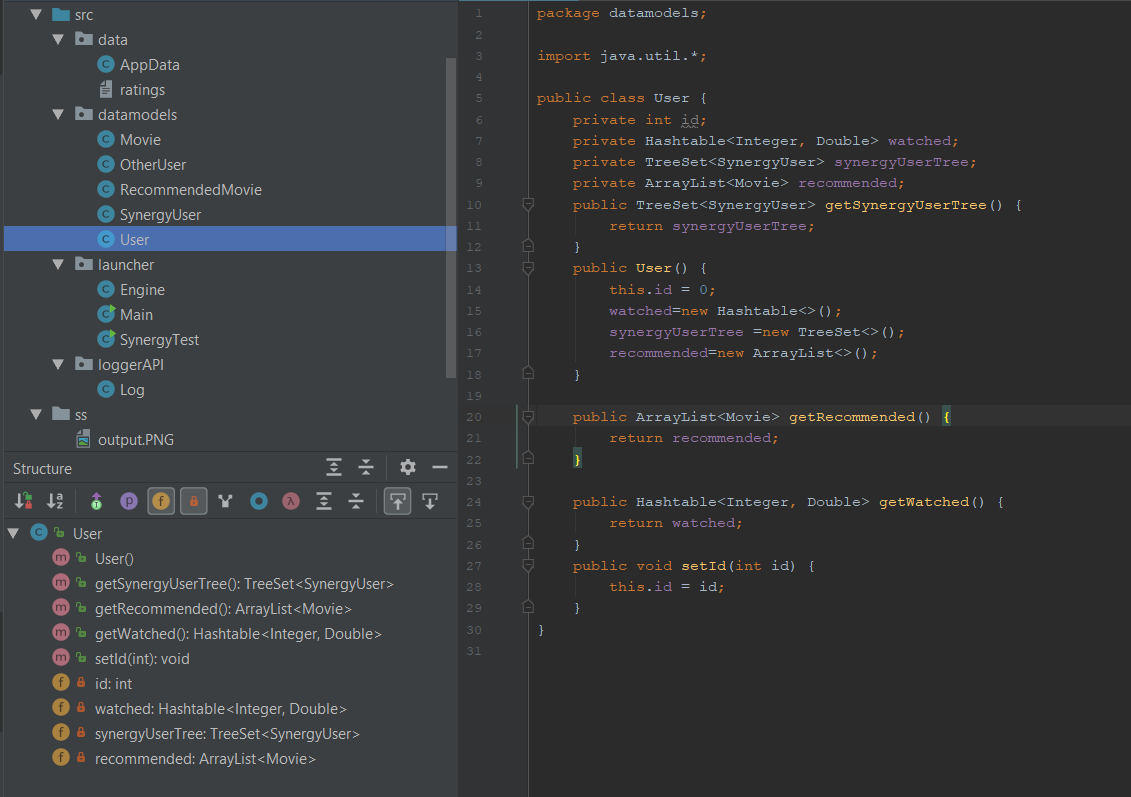 src
data
AppData
ratings
datamodels
Movie
OtherUser
RecommendedMovie
SynergyUser
User
launcher
Engine
Main
SynergyTest
loggerAPI
Log
ss
output.PNG
Structure
User
User()
getSynergyUserTree(): TreeSet<SynergyUser>
getRecommended(): ArrayList<Movie>
getWatched(): Hashtable<Integer, Double>
setId(int): void
id: int
watched: Hashtable<Integer, Double>
synergyUserTree: TreeSet<SynergyUser>
recommended: ArrayList<Movie>
1 package datamodels;
2
3 import java.util.*;
4
5 public class User {
6     private int id;
7     private Hashtable<Integer, Double> watched;
8     private TreeSet<SynergyUser> synergyUserTree;
9     private ArrayList<Movie> recommended;
10     public TreeSet<SynergyUser> getSynergyUserTree() {
11         return synergyUserTree;
12     }
13     public User() {
14         this.id = 0;
15         watched=new Hashtable<>();
16         synergyUserTree =new TreeSet<>();
17         recommended=new ArrayList<>();
18     }
19
20     public ArrayList<Movie> getRecommended() {
21         return recommended;
22     }
23
24     public Hashtable<Integer, Double> getWatched() {
25         return watched;
26     }
27     public void setId(int id) {
28         this.id = id;
29     }
30 }
31